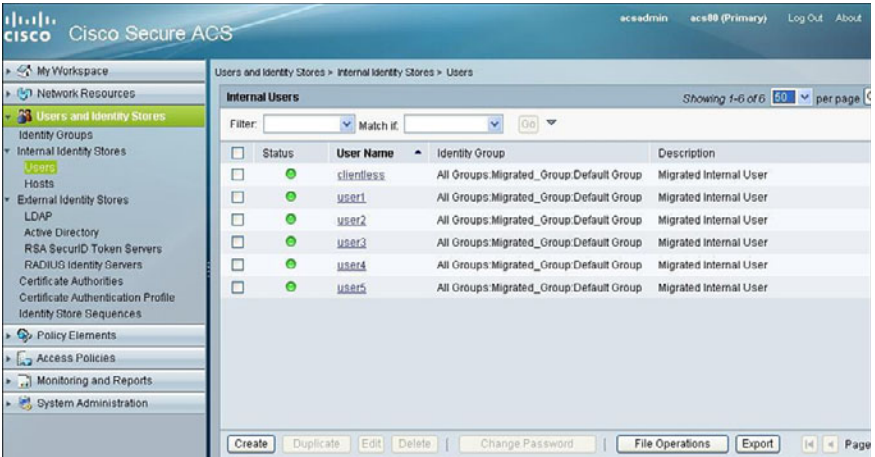 acsadmin acs80 (Primary) Log Out About
CISCO Cisco Secure ACS
My Workspace
Network Resources
Users and Identity Stores
Identity Groups
Internal Identity Stores
Users
Hosts
External Identity Stores
LDAP
Active Directory
RSA SecurID Token Servers
RADIUS Identity Servers
Certificate Authorities
Certificate Authentication Profile
Identity Store Sequences
Policy Elements
Access Policies
Monitoring and Reports
System Administration
Users and Identity Stores > Internal Identity Stores > Users
Internal Users Showing 1-6 of 6 50 per page
Filter: Match if: Go
Status User Name Identity Group Description
clientless All Groups:Migrated_Group:Default Group Migrated Internal User
user1 All Groups:Migrated_Group:Default Group Migrated Internal User
user2 All Groups:Migrated_Group:Default Group Migrated Internal User
user3 All Groups:Migrated_Group:Default Group Migrated Internal User
user4 All Groups:Migrated_Group:Default Group Migrated Internal User
user5 All Groups:Migrated_Group:Default Group Migrated Internal User
Create Duplicate Edit Delete | Change Password | File Operations Export Page